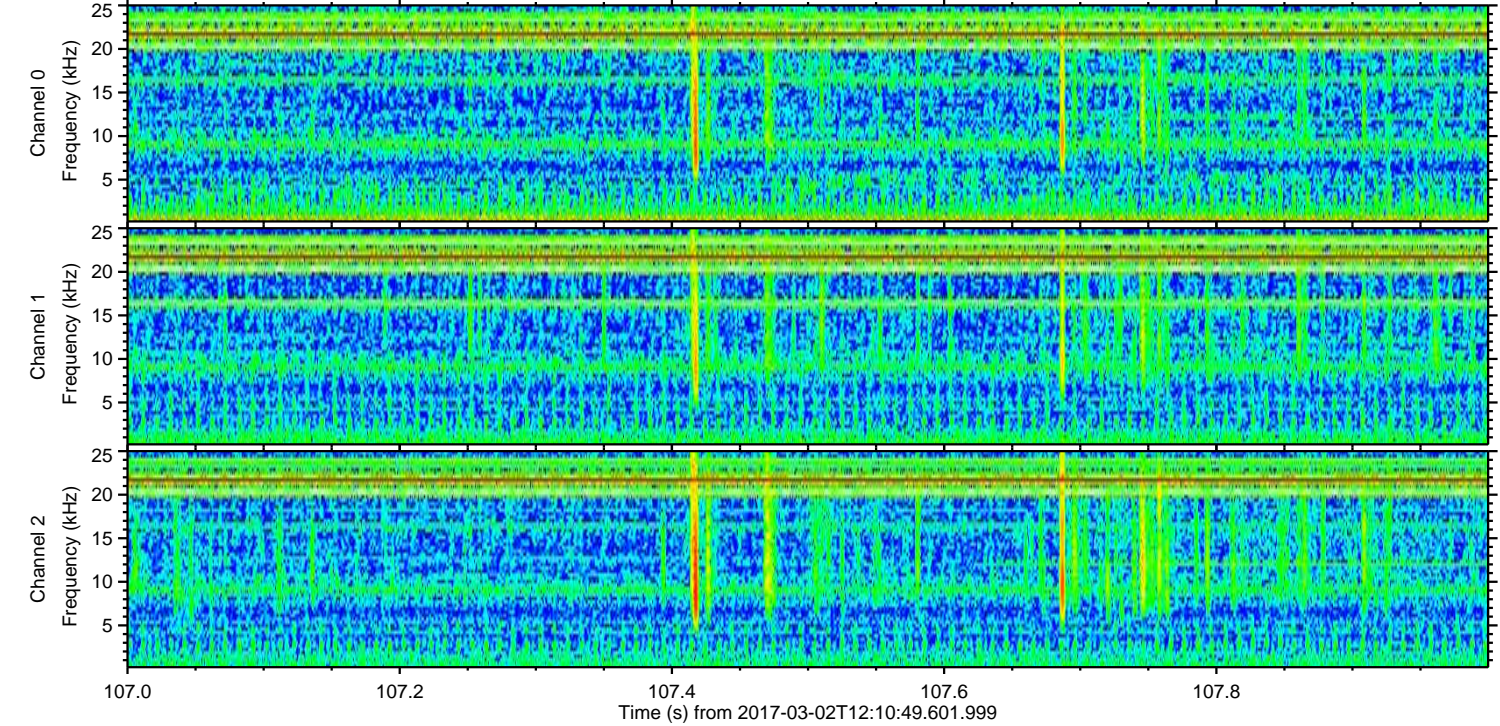 25
20
15
10
5
Channel 0
Frequency (kHz)
25
20
15
10
5
Channel 1
Frequency (kHz)
25
20
15
10
5
Channel 2
Frequency (kHz)
107.0 107.2 107.4 107.6 107.8
Time (s) from 2017-03-02T12:10:49.601.999